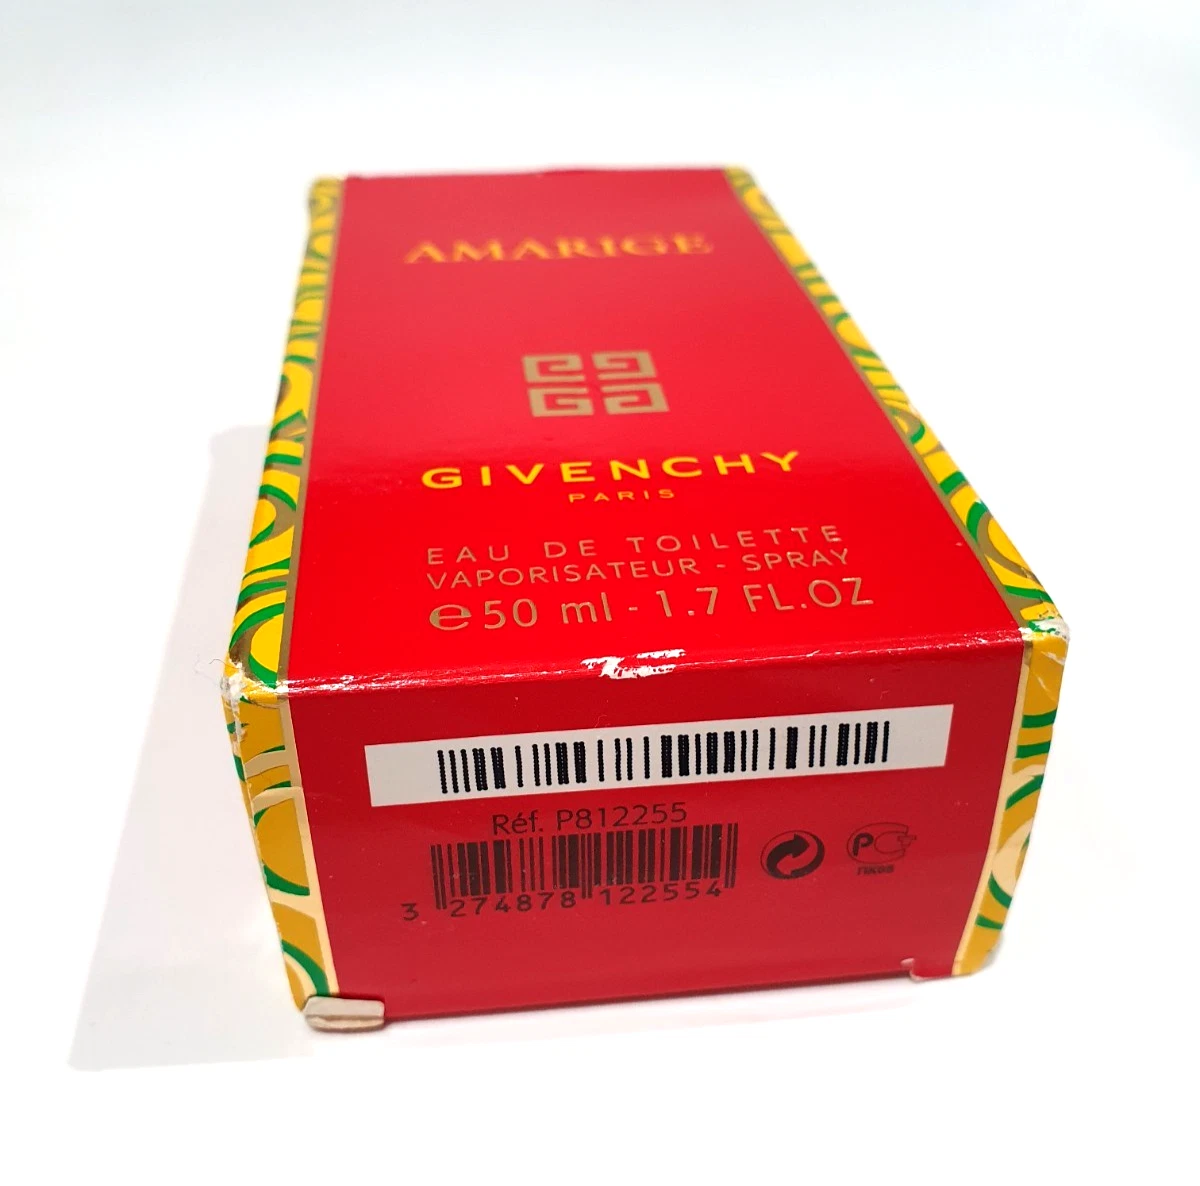 AMARIGE
GIVENCHY
PARIS
EAU DE TOILETTE
VAPORISATEUR - SPRAY
℮ 50 ml - 1.7 FL.OZ
Réf. P812255
3 274878 122554